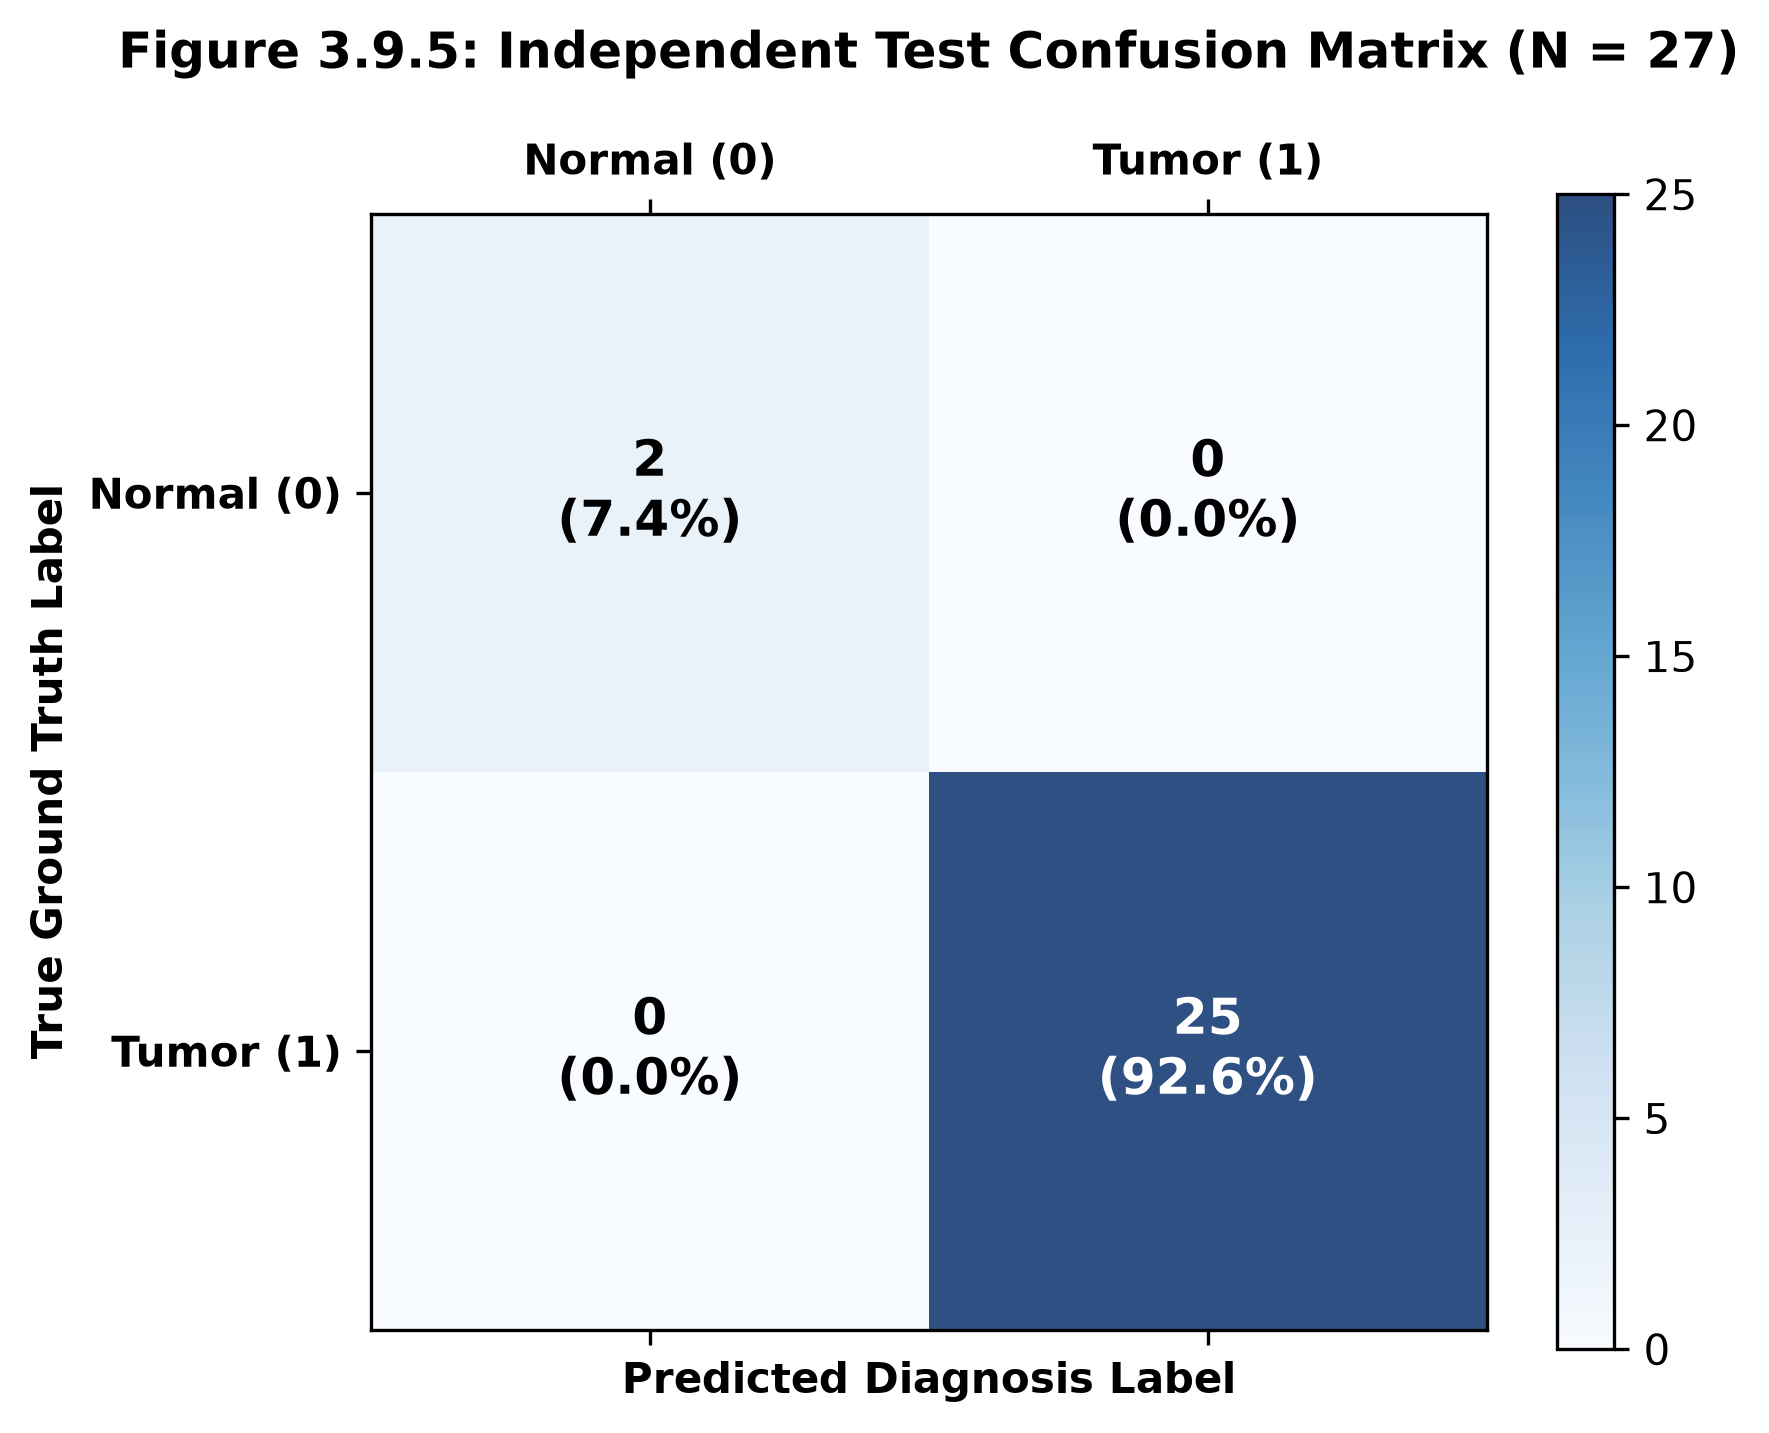 Figure 3.9.5: Independent Test Confusion Matrix (N = 27)
Normal (0)
Tumor (1)
True Ground Truth Label
Normal (0)
2
(7.4%)
0
(0.0%)
Tumor (1)
0
(0.0%)
25
(92.6%)
Predicted Diagnosis Label
25
20
15
10
5
0